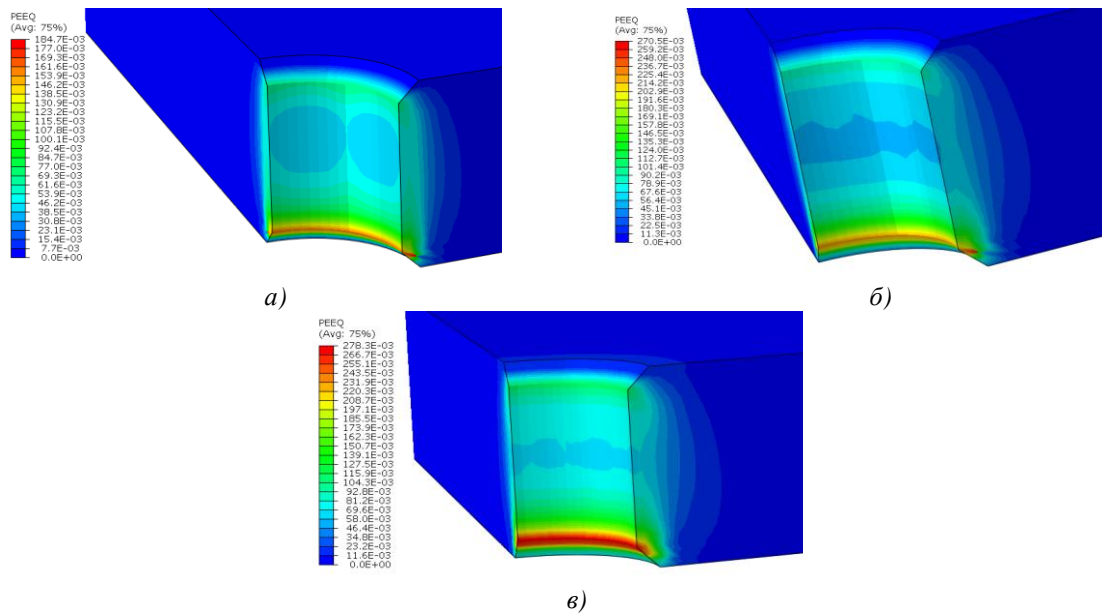 PEEQ
(Avg: 75%)
184.7E-03
177.0E-03
169.3E-03
161.6E-03
153.9E-03
146.2E-03
138.5E-03
130.9E-03
123.2E-03
115.5E-03
107.8E-03
100.1E-03
92.4E-03
84.7E-03
77.0E-03
69.3E-03
61.6E-03
53.9E-03
46.2E-03
38.5E-03
30.8E-03
23.1E-03
15.4E-03
7.7E-03
0.0E+00
PEEQ
(Avg: 75%)
270.5E-03
259.2E-03
248.0E-03
236.7E-03
225.4E-03
214.2E-03
202.9E-03
191.6E-03
180.3E-03
169.1E-03
157.8E-03
146.5E-03
135.3E-03
124.0E-03
112.7E-03
101.4E-03
90.2E-03
78.9E-03
67.6E-03
56.4E-03
45.1E-03
33.8E-03
22.5E-03
11.3E-03
0.0E+00
а)
б)
PEEQ
(Avg: 75%)
278.3E-03
266.7E-03
255.1E-03
243.5E-03
231.9E-03
220.3E-03
208.7E-03
197.1E-03
185.5E-03
173.9E-03
162.3E-03
150.7E-03
139.1E-03
127.5E-03
115.9E-03
104.3E-03
92.8E-03
81.2E-03
69.6E-03
58.0E-03
46.4E-03
34.8E-03
23.2E-03
11.6E-03
0.0E+00
в)